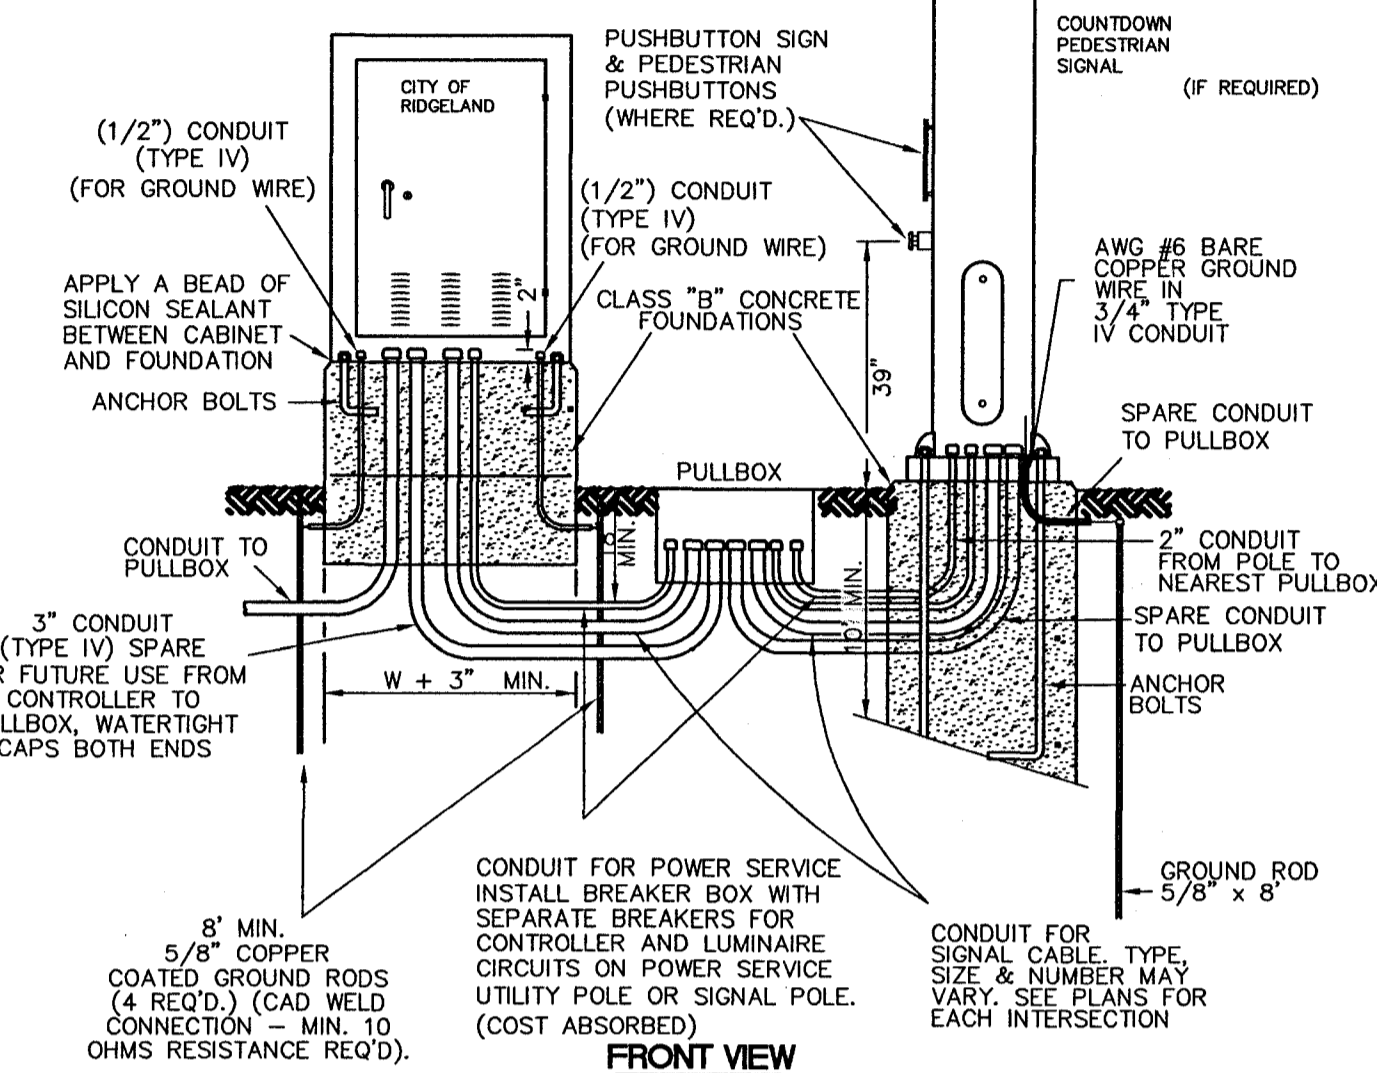 COUNTDOWN
PEDESTRIAN
SIGNAL
(IF REQUIRED)
PUSHBUTTON SIGN
& PEDESTRIAN
PUSHBUTTONS
(WHERE REQ'D.)
CITY OF
RIDGELAND
(1/2") CONDUIT
(TYPE IV)
(FOR GROUND WIRE)
(1/2") CONDUIT
(TYPE IV)
(FOR GROUND WIRE)
AWG #6 BARE
COPPER GROUND
WIRE IN
3/4" TYPE
IV CONDUIT
APPLY A BEAD OF
SILICON SEALANT
BETWEEN CABINET
AND FOUNDATION
2"
CLASS "B" CONCRETE
FOUNDATIONS
39"
ANCHOR BOLTS
SPARE CONDUIT
TO PULLBOX
PULLBOX
MIN.
10' MIN.
CONDUIT TO
PULLBOX
2" CONDUIT
FROM POLE TO
NEAREST PULLBOX
3" CONDUIT
(TYPE IV) SPARE
R FUTURE USE FROM
CONTROLLER TO
LLBOX, WATERTIGHT
CAPS BOTH ENDS
SPARE CONDUIT
TO PULLBOX
W + 3" MIN.
ANCHOR
BOLTS
GROUND ROD
5/8" x 8'
8' MIN.
5/8" COPPER
COATED GROUND RODS
(4 REQ'D.) (CAD WELD
CONNECTION – MIN. 10
OHMS RESISTANCE REQ'D).
CONDUIT FOR POWER SERVICE
INSTALL BREAKER BOX WITH
SEPARATE BREAKERS FOR
CONTROLLER AND LUMINAIRE
CIRCUITS ON POWER SERVICE
UTILITY POLE OR SIGNAL POLE.
(COST ABSORBED)
CONDUIT FOR
SIGNAL CABLE. TYPE,
SIZE & NUMBER MAY
VARY. SEE PLANS FOR
EACH INTERSECTION
FRONT VIEW